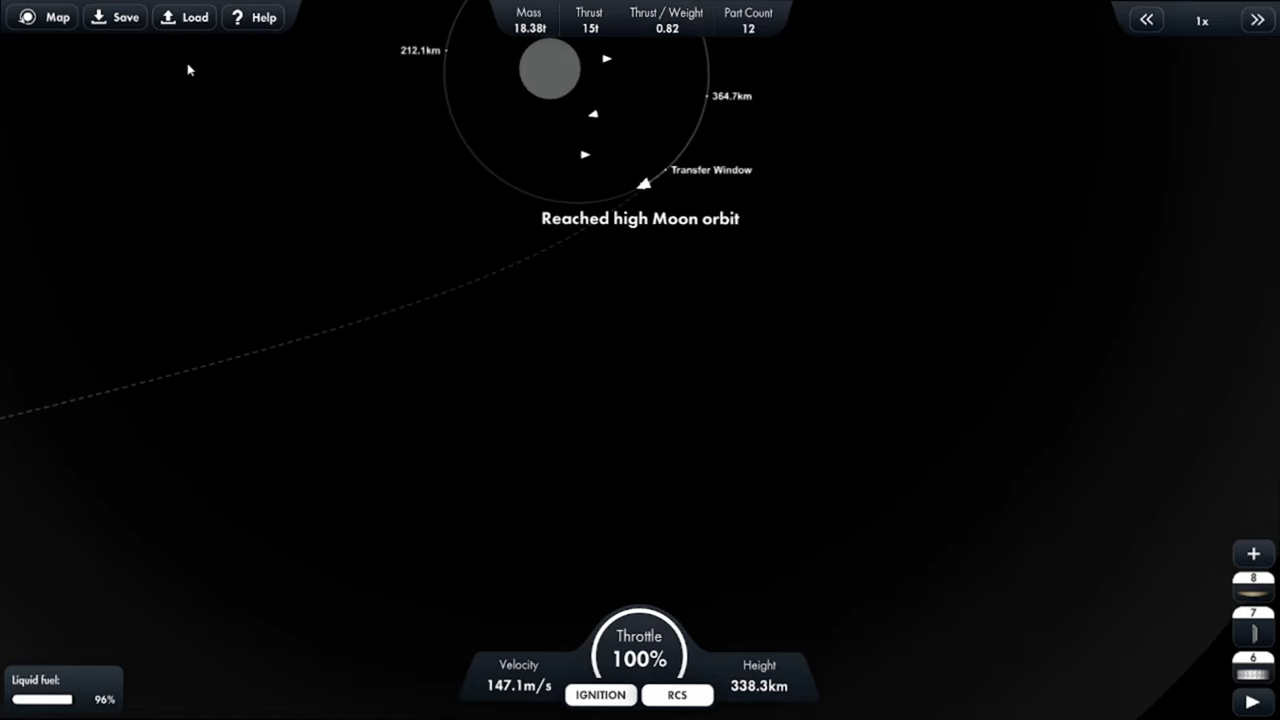 Map
Save
Load
? Help
Mass
18.38t
Thrust
15t
Thrust / Weight
0.82
Part Count
12
1x
212.1km
364.7km
Transfer Window
Reached high Moon orbit
8
7
6
Throttle
100%
Velocity
147.1m/s
Height
338.3km
IGNITION
RCS
Liquid fuel:
96%